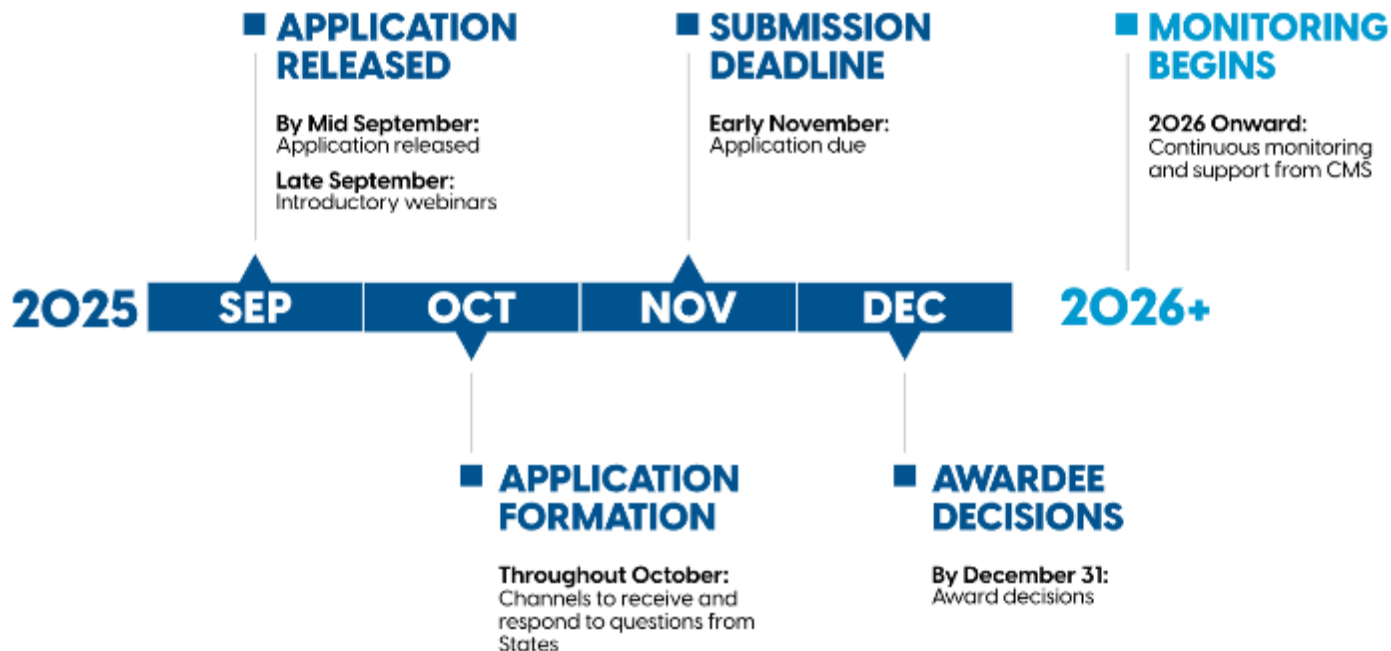 APPLICATION
RELEASED
By Mid September:
Application released
Late September:
Introductory webinars
SUBMISSION
DEADLINE
Early November:
Application due
MONITORING
BEGINS
2026 Onward:
Continuous monitoring
and support from CMS
2025 SEP OCT NOV DEC 2026+
APPLICATION
FORMATION
Throughout October:
Channels to receive and
respond to questions from
States
AWARDEE
DECISIONS
By December 31:
Award decisions